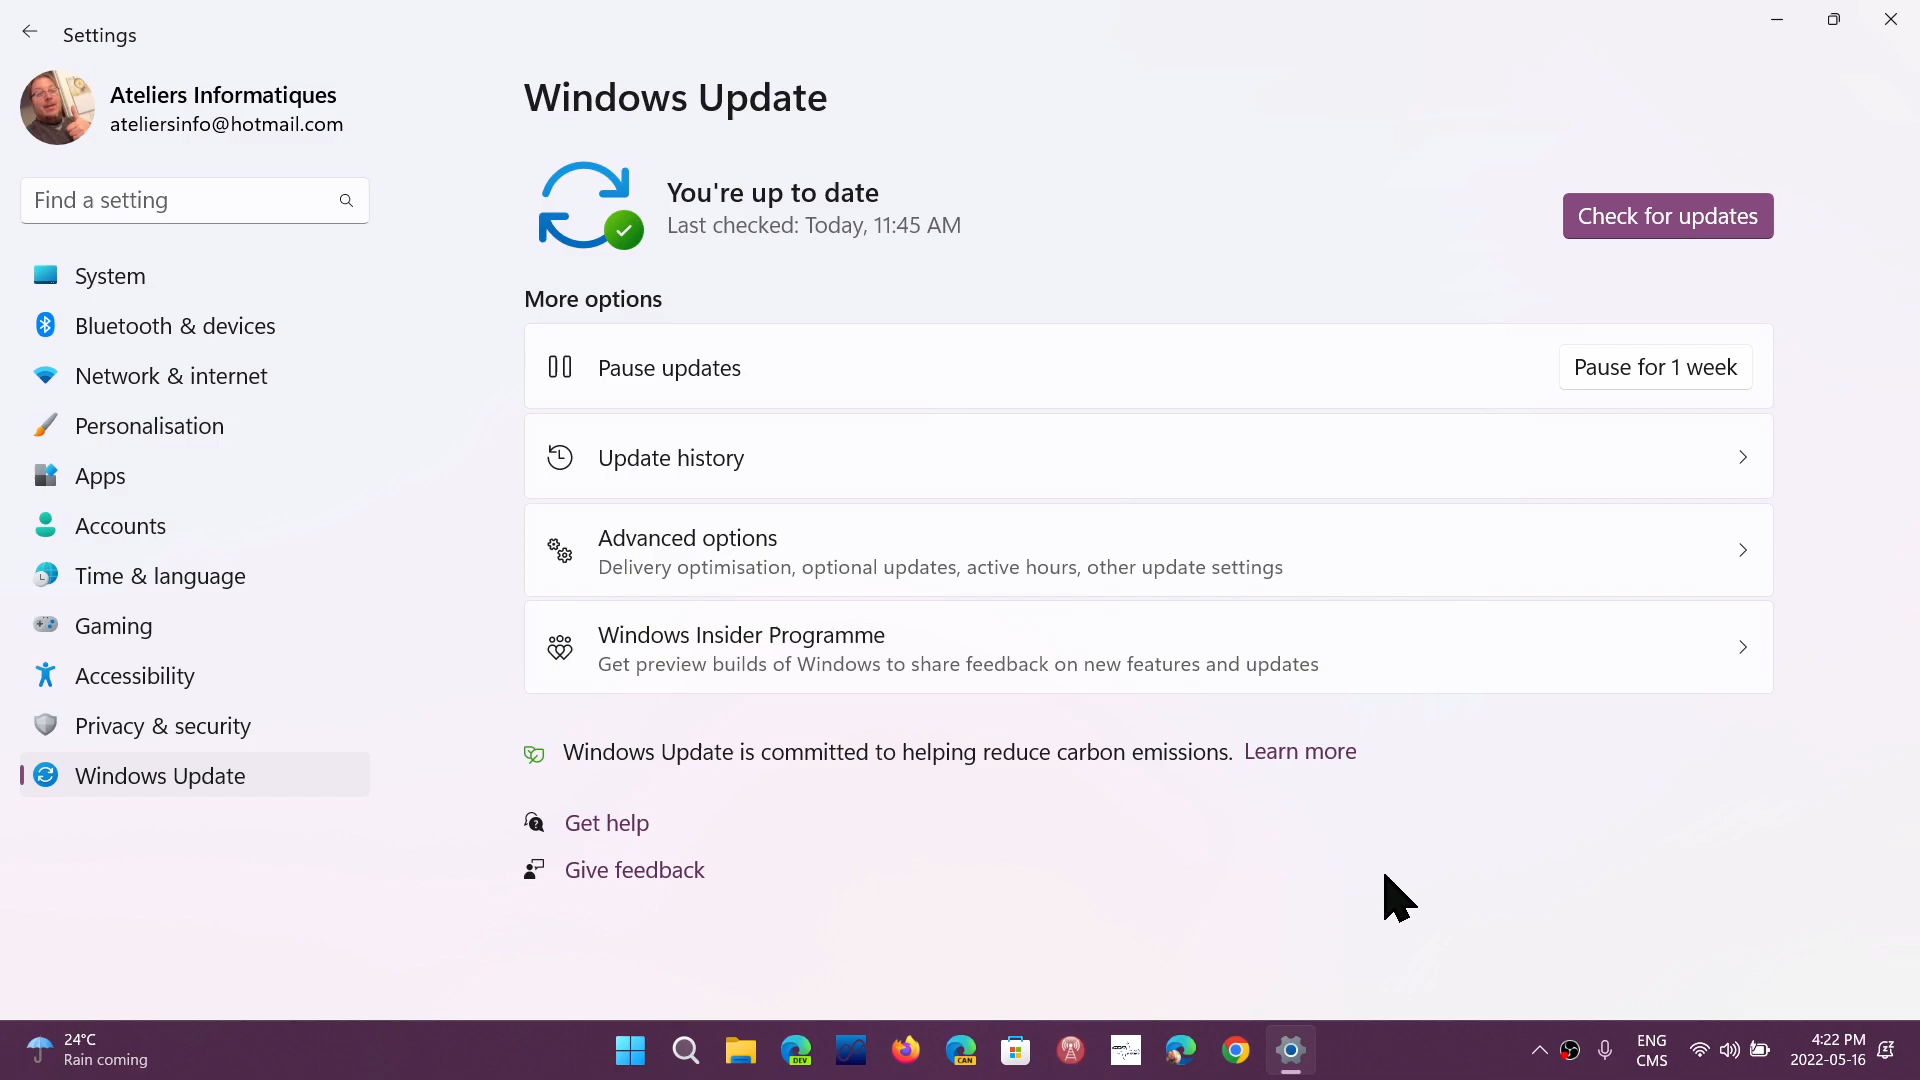 Settings
Ateliers Informatiques
ateliersinfo@hotmail.com
Find a setting
System
Bluetooth & devices
Network & internet
Personalisation
Apps
Accounts
Time & language
Gaming
Accessibility
Privacy & security
Windows Update
Windows Update
You're up to date
Last checked: Today, 11:45 AM
Check for updates
More options
Pause updates
Pause for 1 week
Update history
Advanced options
Delivery optimisation, optional updates, active hours, other update settings
Windows Insider Programme
Get preview builds of Windows to share feedback on new features and updates
Windows Update is committed to helping reduce carbon emissions. Learn more
Get help
Give feedback
24°C
Rain coming
DEV
CAN
ENG
CMS
4:22 PM
2022-05-16